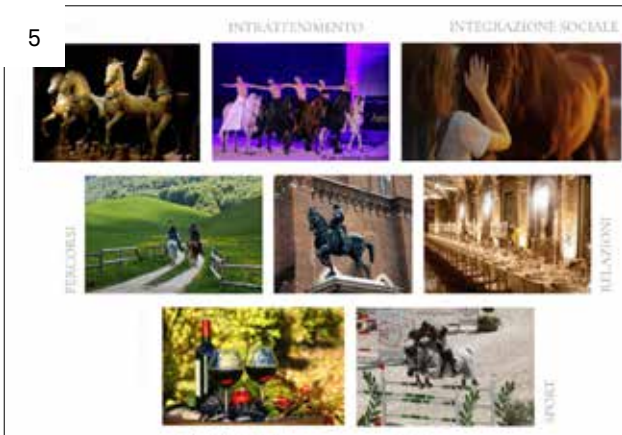 5
INTRATTENIMENTO
INTEGRAZIONE SOCIALE
PERCORSI
RELAZIONI
SPORT